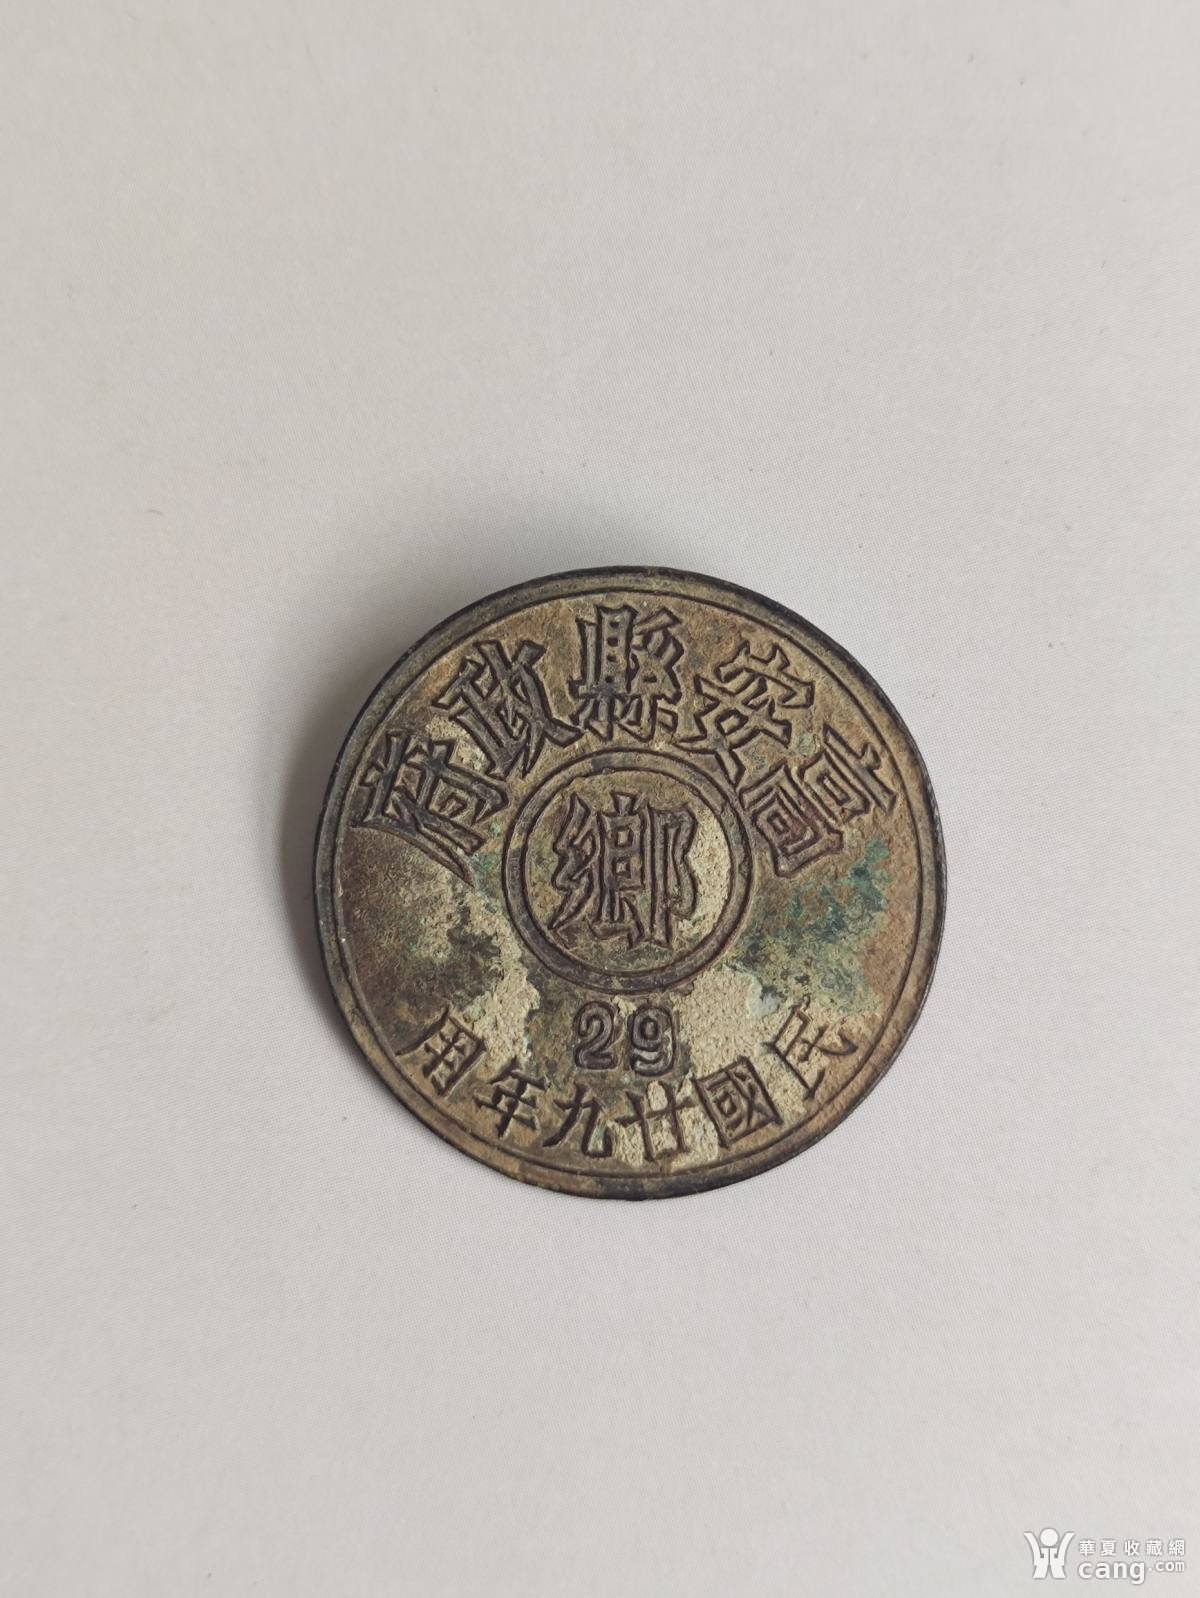 高安縣政府
鄉
29
民國廿九年用
華夏收藏網
cang.com